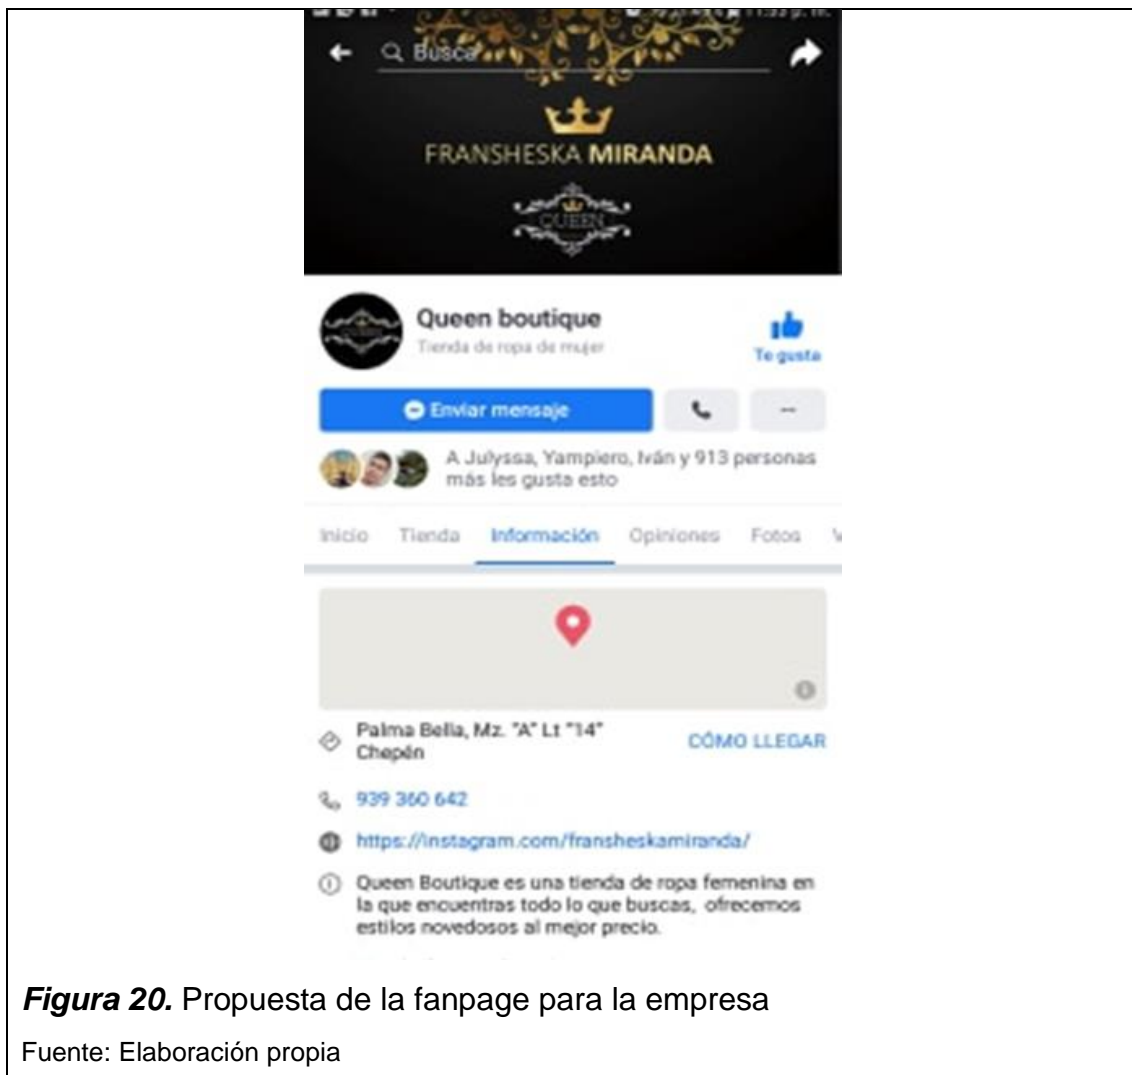 Busca
FRANSHESKA MIRANDA
QUEEN
Queen boutique
Tienda de ropa de mujer
Te gusta
Enviar mensaje
A Julyssa, Yampiero, Iván y 913 personas
más les gusta esto
Inicio Tienda Información Opiniones Fotos
Palma Bella, Mz. "A" Lt "14"
Chepén
CÓMO LLEGAR
939 360 642
https://instagram.com/fransheskamiranda/
Queen Boutique es una tienda de ropa femenina en
la que encuentras todo lo que buscas, ofrecemos
estilos novedosos al mejor precio.
Figura 20. Propuesta de la fanpage para la empresa
Fuente: Elaboración propia